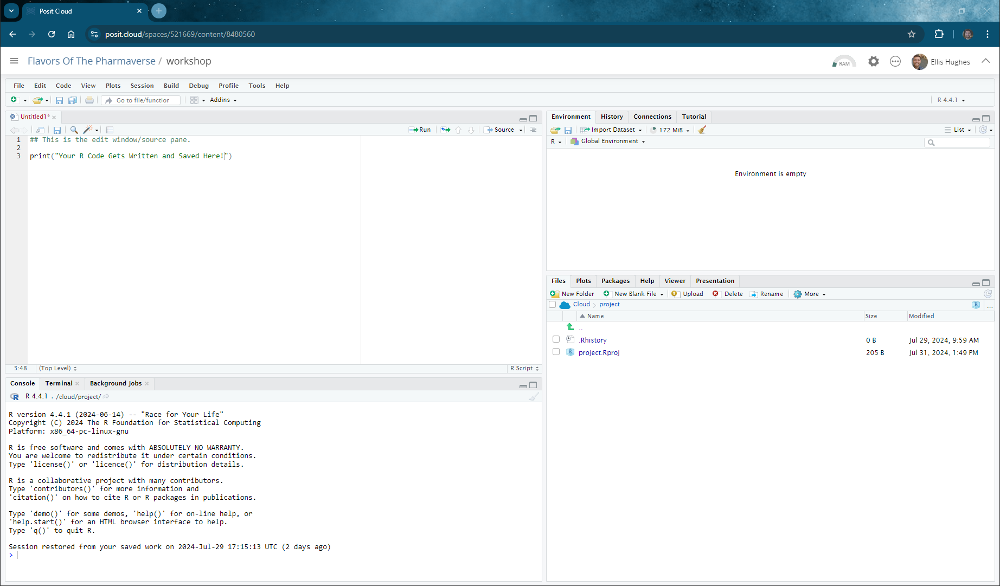 Posit Cloud
posit.cloud/spaces/521669/content/8480560
Flavors Of The Pharmaverse / workshop
RAM
Ellis Hughes
File Edit Code View Plots Session Build Debug Profile Tools Help
Go to file/function
Addins
R 4.4.1
Untitled1*
Run
Source
1 ## This is the edit window/source pane.
2
3 print("Your R Code Gets Written and Saved Here!")
3:48 (Top Level)
R Script
Console Terminal Background Jobs
R 4.4.1 . /cloud/project/
R version 4.4.1 (2024-06-14) -- "Race for Your Life"
Copyright (C) 2024 The R Foundation for Statistical Computing
Platform: x86_64-pc-linux-gnu
R is free software and comes with ABSOLUTELY NO WARRANTY.
You are welcome to redistribute it under certain conditions.
Type 'license()' or 'licence()' for distribution details.
R is a collaborative project with many contributors.
Type 'contributors()' for more information and
'citation()' on how to cite R or R packages in publications.
Type 'demo()' for some demos, 'help()' for on-line help, or
'help.start()' for an HTML browser interface to help.
Type 'q()' to quit R.
Session restored from your saved work on 2024-Jul-29 17:15:13 UTC (2 days ago)
>
Environment History Connections Tutorial
Import Dataset 172 MiB List
R Global Environment
Environment is empty
Files Plots Packages Help Viewer Presentation
New Folder New Blank File Upload Delete Rename More
Cloud project ...
Name Size Modified
..
.Rhistory 0 B Jul 29, 2024, 9:59 AM
project.Rproj 205 B Jul 31, 2024, 1:49 PM